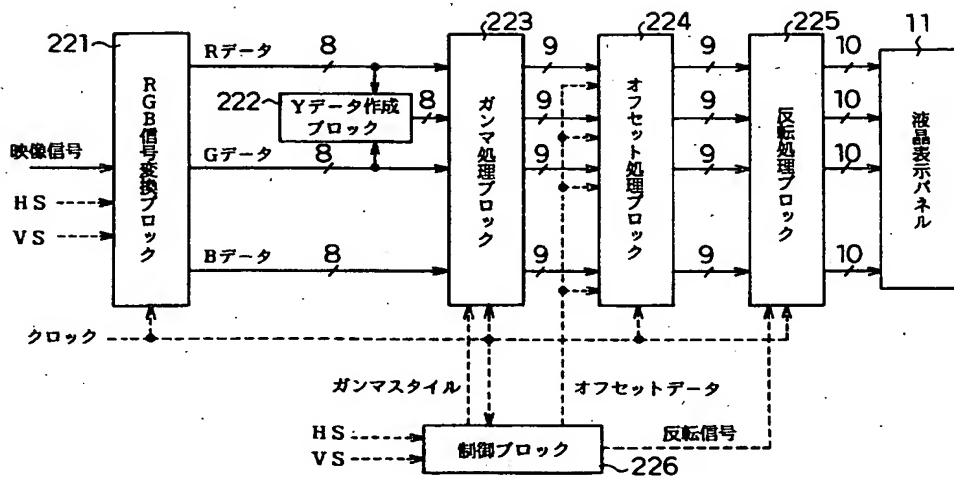 221
RGB信号変換ブロック
映像信号
HS
VS
Rデータ
8
222
Yデータ作成
ブロック
8
Gデータ
8
Bデータ
8
223
ガンマ処理ブロック
9
9
9
9
224
オフセット処理ブロック
9
9
9
9
225
反転処理ブロック
10
10
10
10
11
液晶表示パネル
クロック
ガンマスタイル
オフセットデータ
HS
VS
制御ブロック
226
反転信号